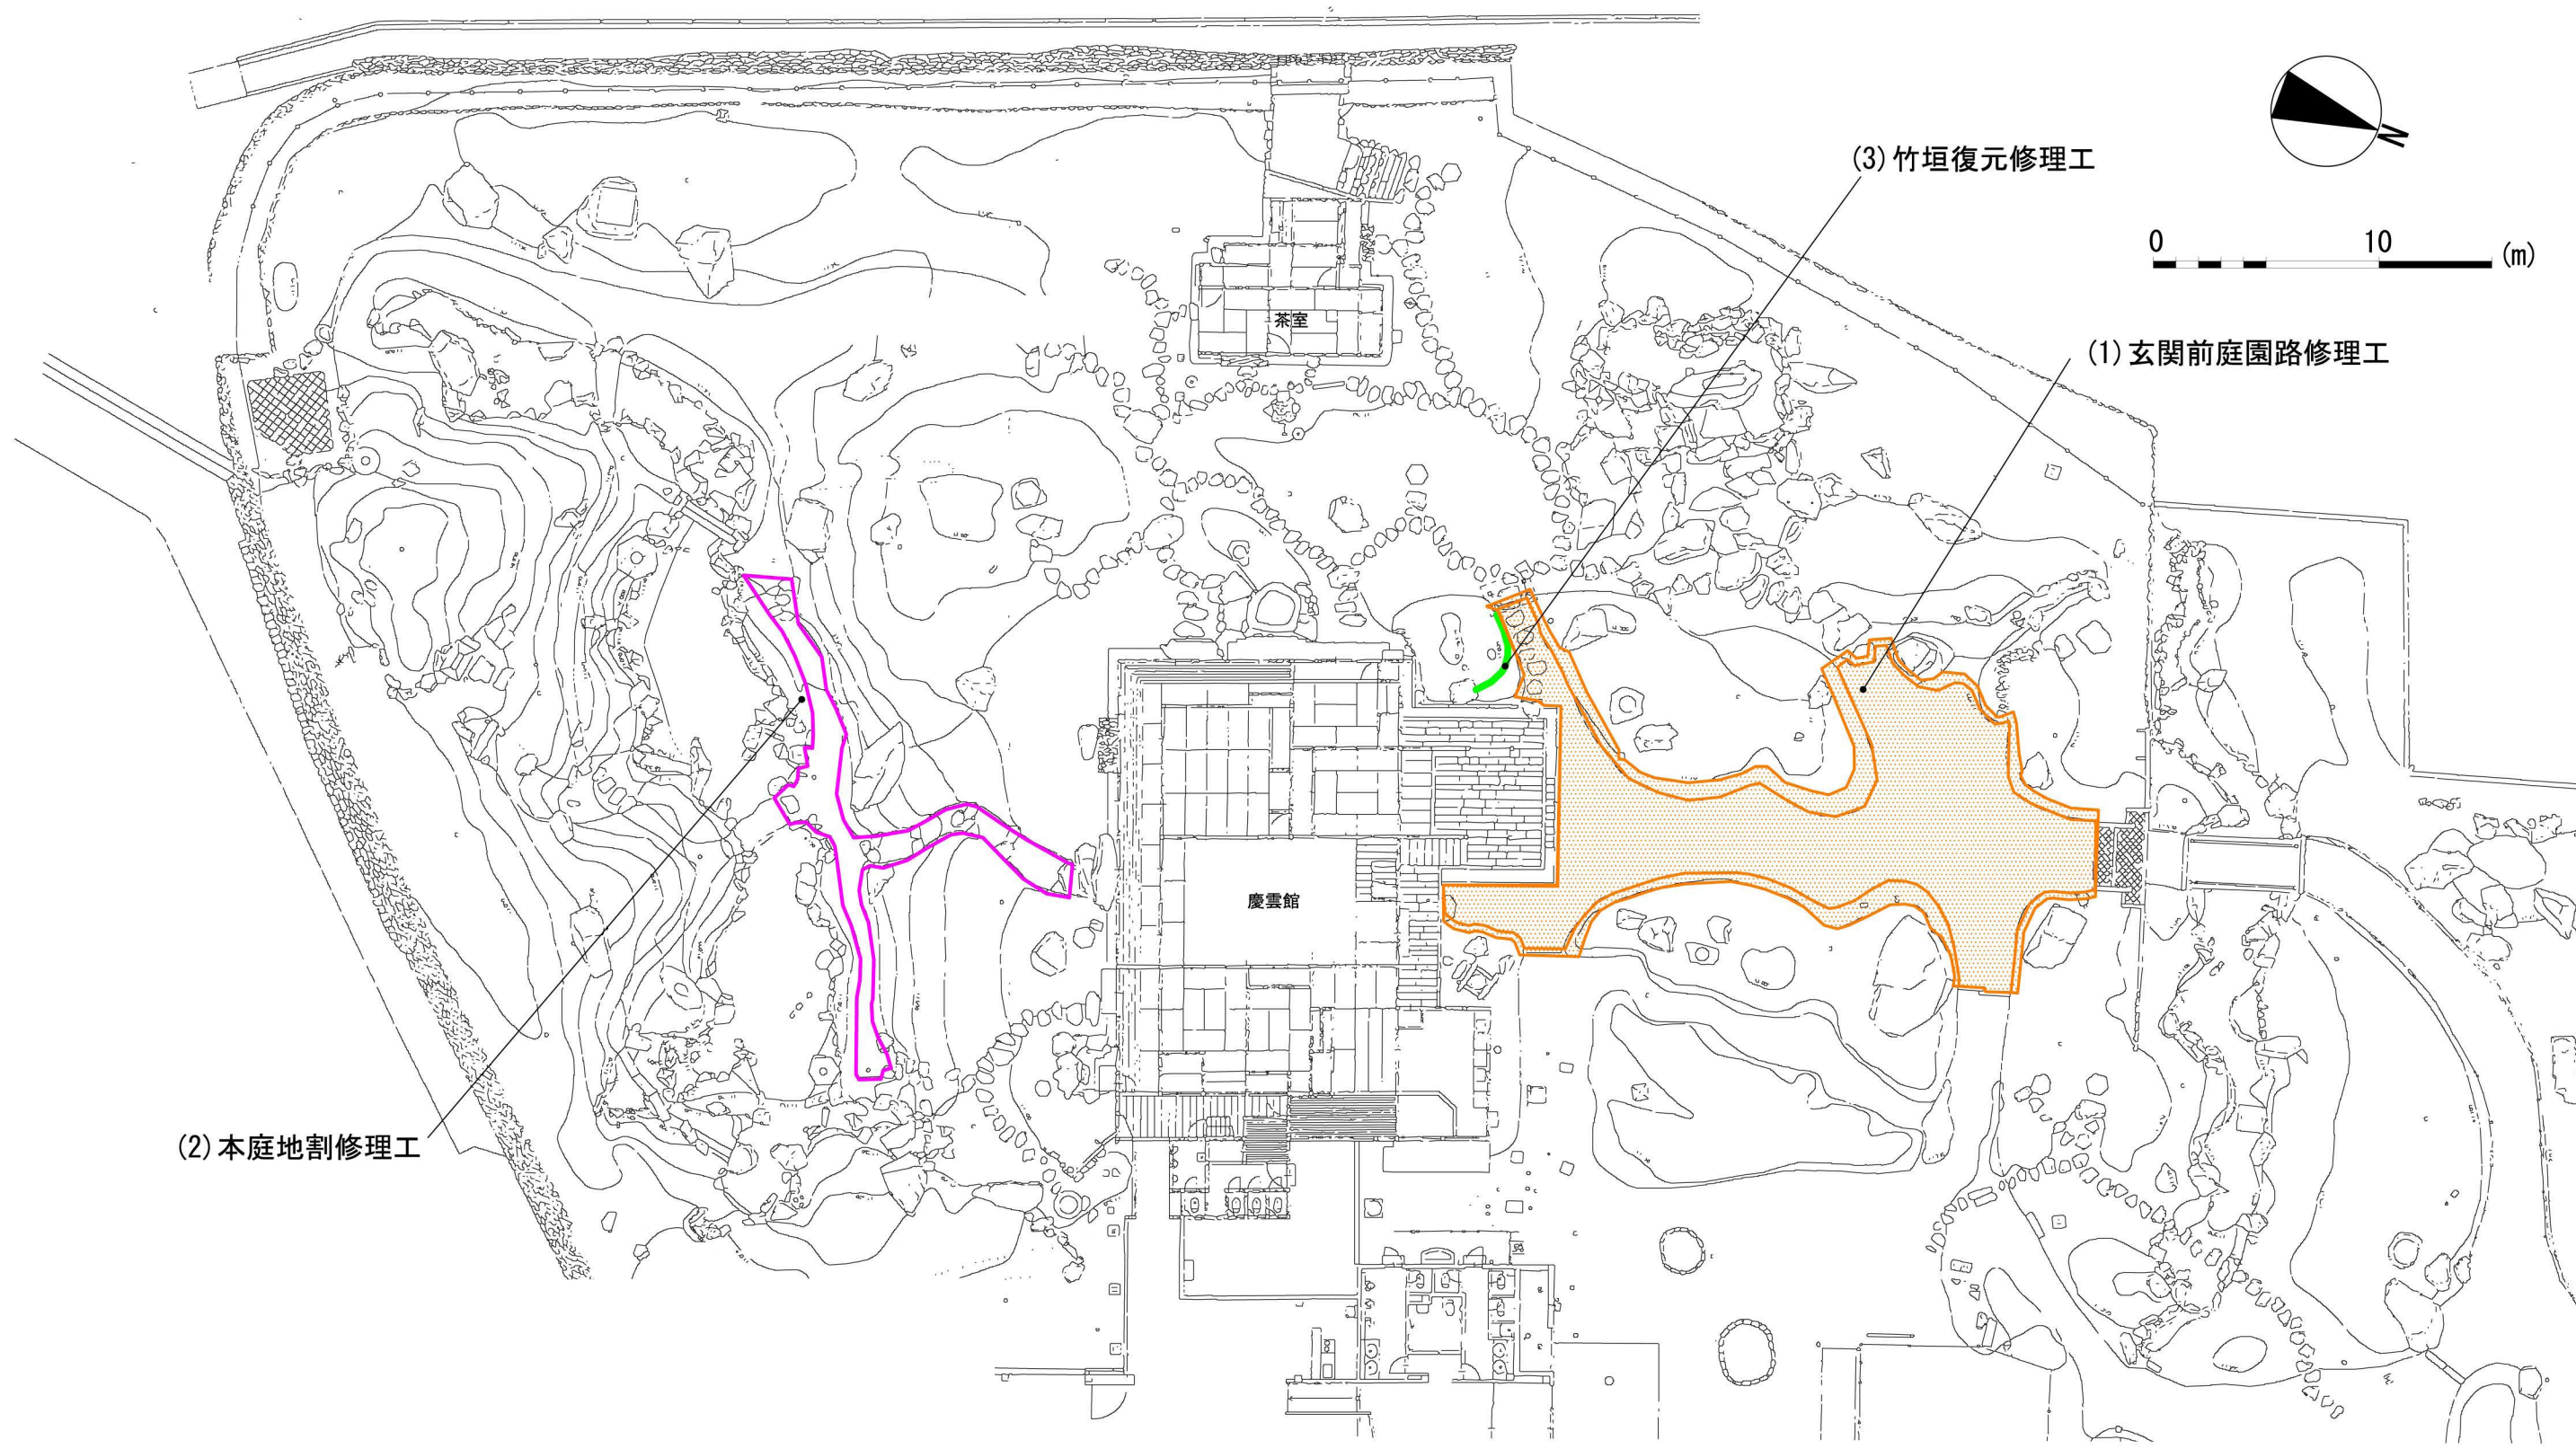 N
(3)竹垣復元修理工
0 10 (m)
茶室
(1)玄関前庭園路修理工
慶雲館
(2)本庭地割修理工